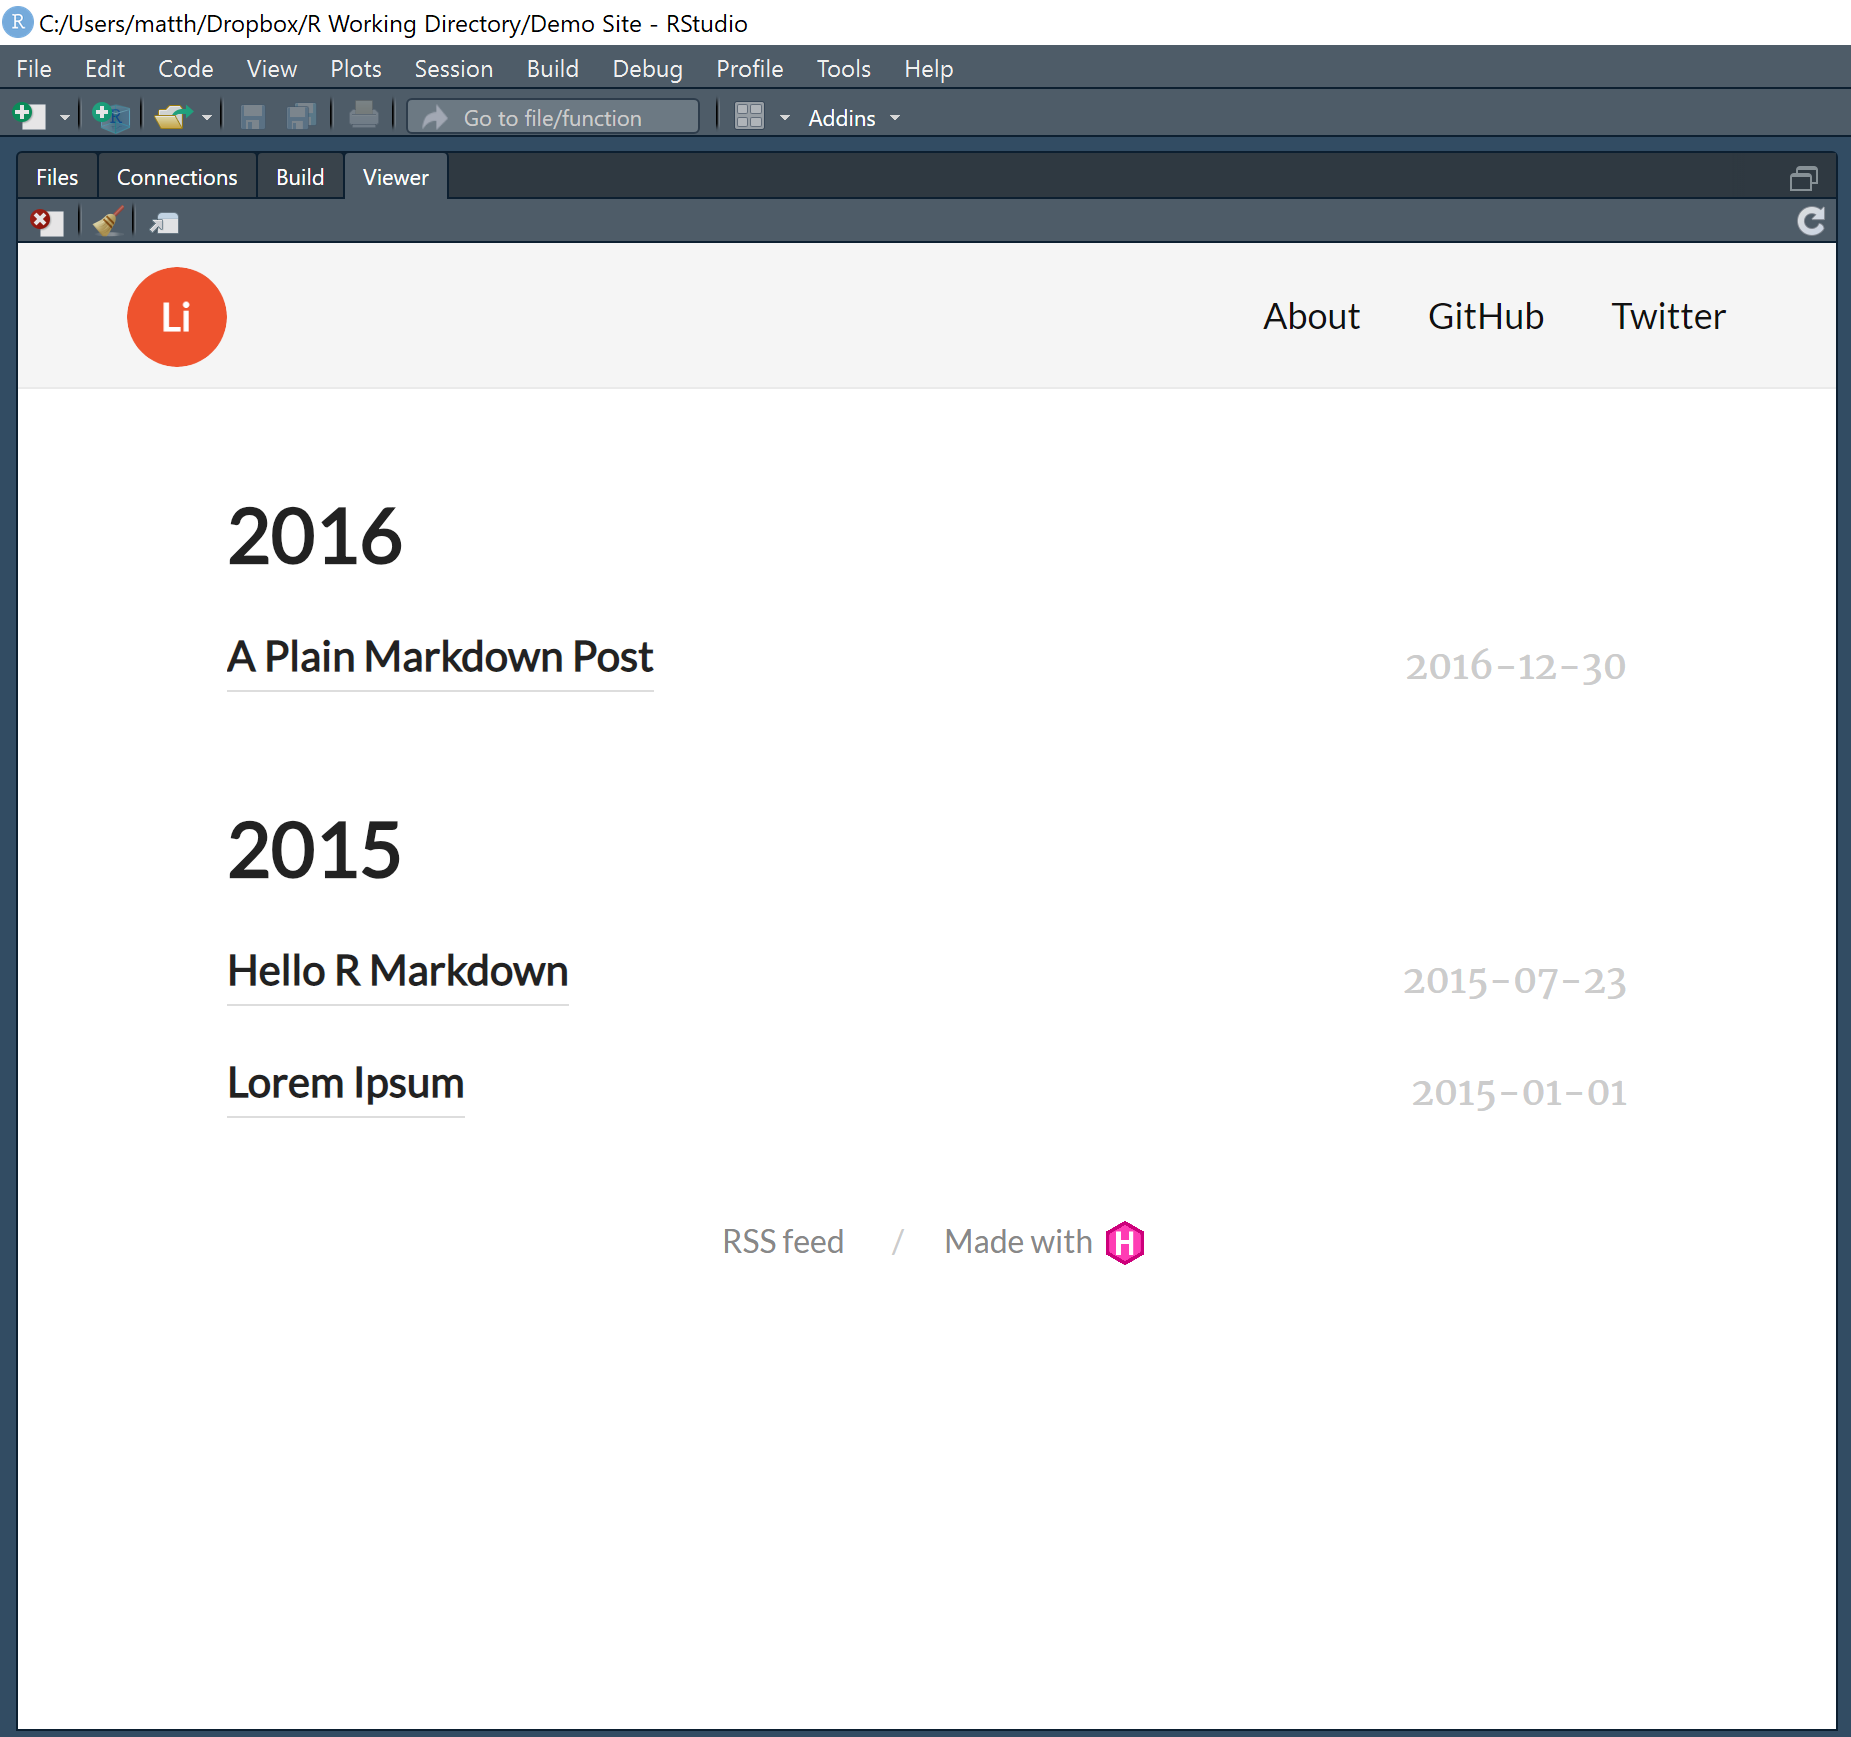 R C:/Users/matth/Dropbox/R Working Directory/Demo Site - RStudio
File Edit Code View Plots Session Build Debug Profile Tools Help
R Go to file/function Addins
Files Connections Build Viewer
Li About GitHub Twitter
2016
A Plain Markdown Post 2016-12-30
2015
Hello R Markdown 2015-07-23
Lorem Ipsum 2015-01-01
RSS feed / Made with H